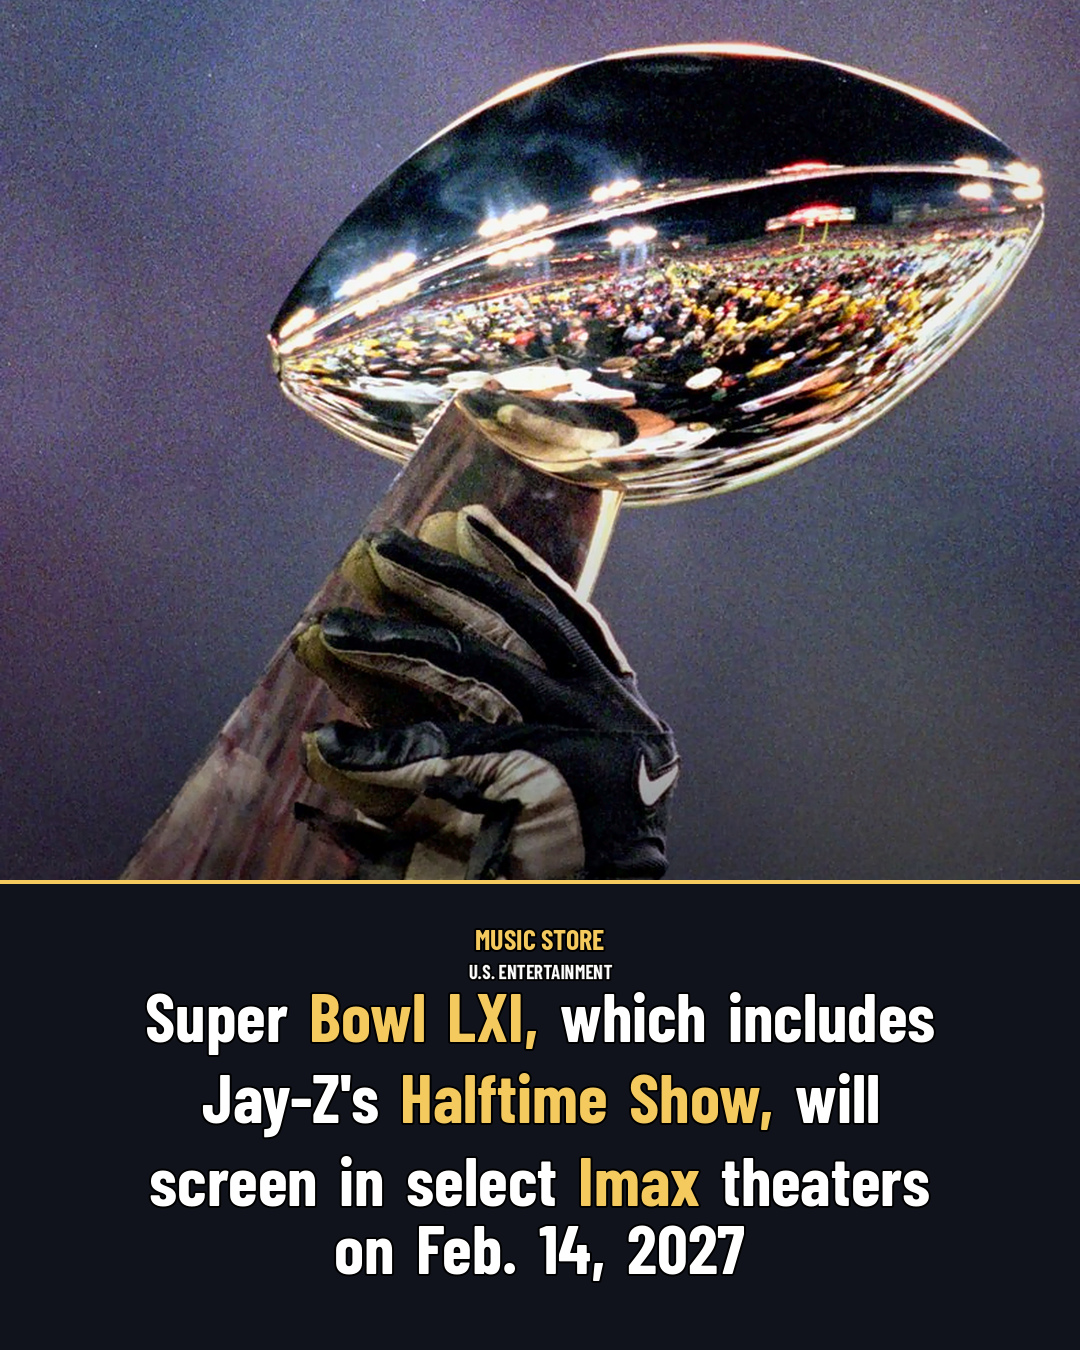 MUSIC STORE
U.S. ENTERTAINMENT
Super Bowl LXI, which includes
Jay-Z's Halftime Show, will
screen in select Imax theaters
on Feb. 14, 2027